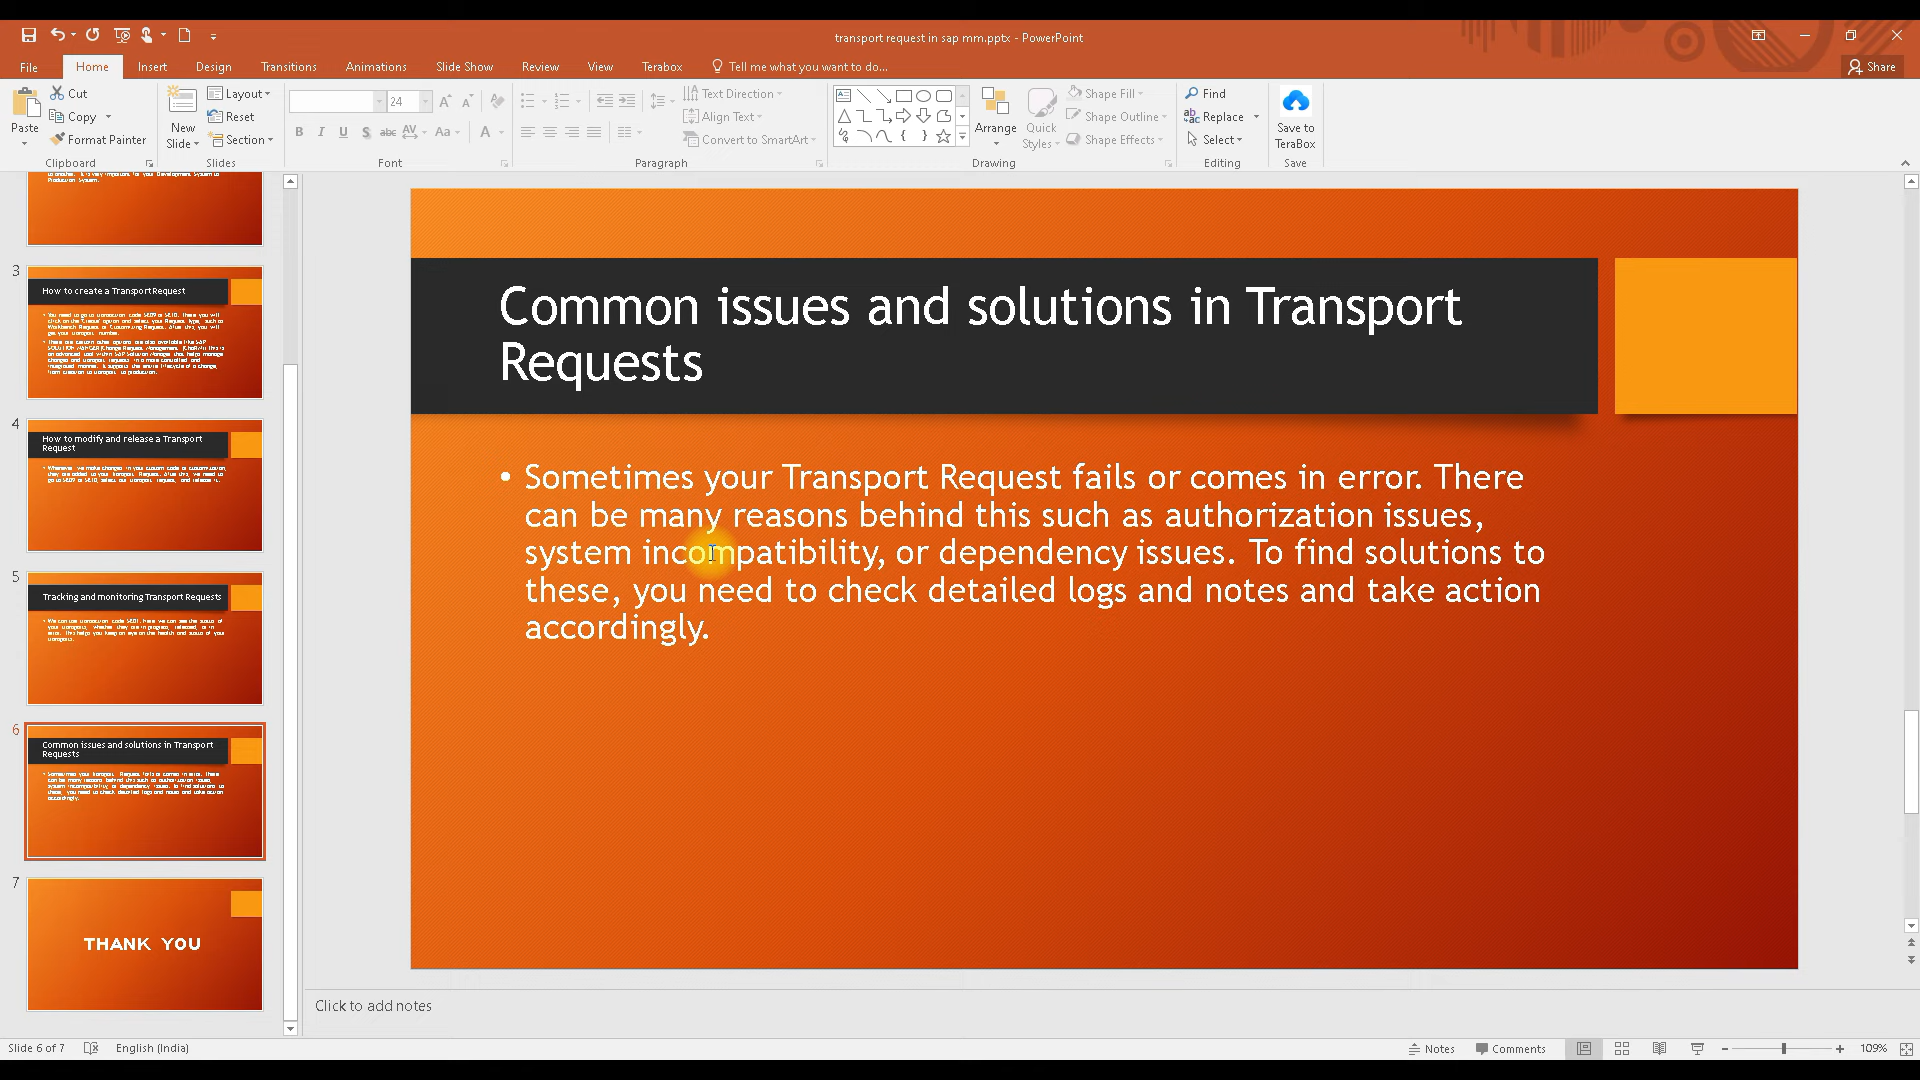 transport request in sap mm.pptx - PowerPoint
File Home Insert Design Transitions Animations Slide Show Review View Terabox Tell me what you want to do... Share
Paste Cut Copy Format Painter Clipboard
New Slide Layout Reset Section Slides
24 Font
Text Direction Align Text Convert to SmartArt Paragraph
Arrange Quick Styles Shape Fill Shape Outline Shape Effects Drawing
Find Replace Select Editing
Save to TeraBox Save
3
How to create a Transport Request
4
How to modify and release a Transport
Request
5
Tracking and monitoring Transport Requests
6
Common issues and solutions in Transport
Requests
7
THANK YOU
Common issues and solutions in Transport
Requests
• Sometimes your Transport Request fails or comes in error. There
can be many reasons behind this such as authorization issues,
system incompatibility, or dependency issues. To find solutions to
these, you need to check detailed logs and notes and take action
accordingly.
Click to add notes
Slide 6 of 7 English (India) Notes Comments 109%